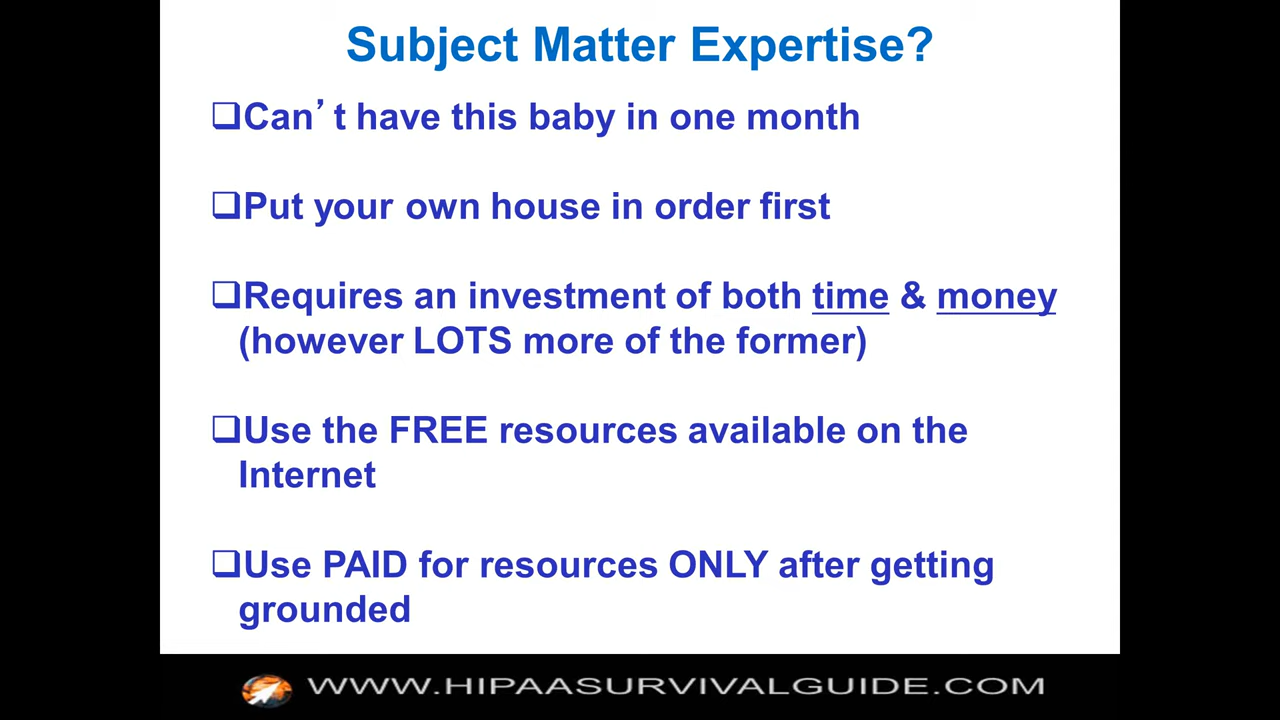 Subject Matter Expertise?
❑Can’t have this baby in one month
❑Put your own house in order first
❑Requires an investment of both time & money
(however LOTS more of the former)
❑Use the FREE resources available on the
Internet
❑Use PAID for resources ONLY after getting
grounded
WWW.HIPAASURVIVALGUIDE.COM